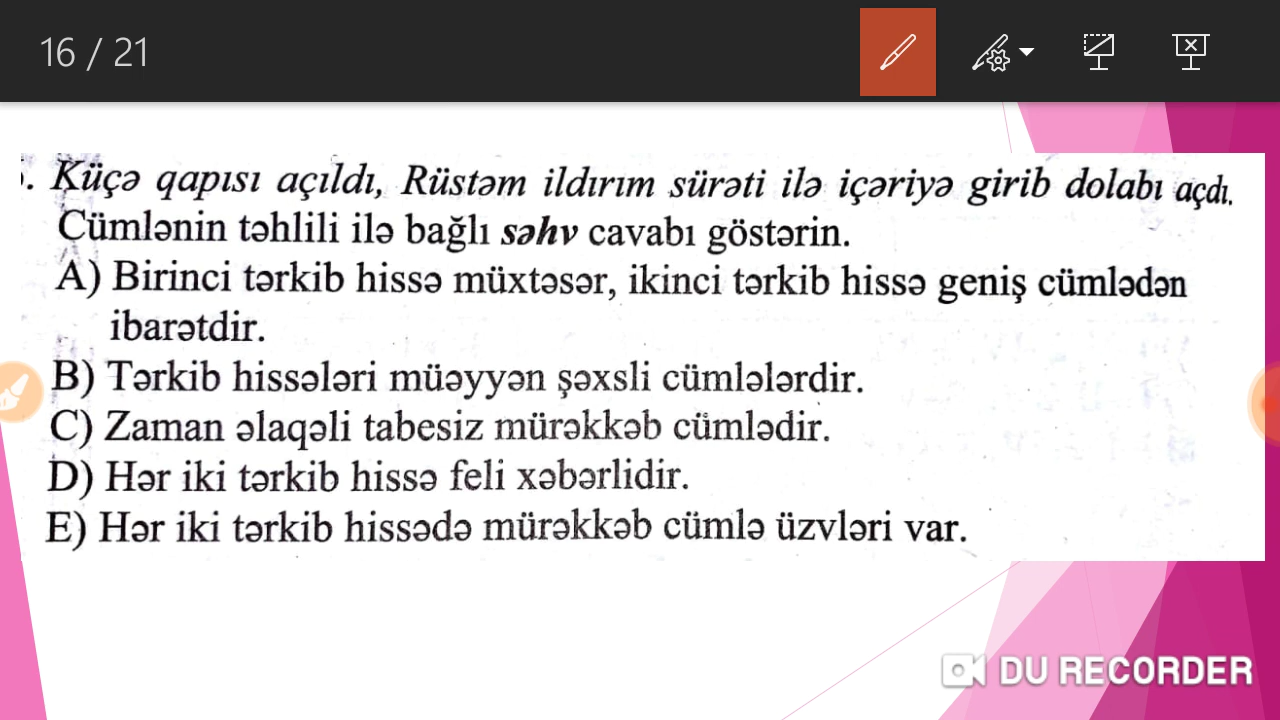 16 / 21
. Küçə qapısı açıldı, Rüstəm ildırım sürəti ilə içəriyə girib dolabı açdı.
Cümlənin təhlili ilə bağlı səhv cavabı göstərin.
A) Birinci tərkib hissə müxtəsər, ikinci tərkib hissə geniş cümlədən
ibarətdir.
B) Tərkib hissələri müəyyən şəxsli cümlələrdir.
C) Zaman əlaqəli tabesiz mürəkkəb cümlədir.
D) Hər iki tərkib hissə feli xəbərlidir.
E) Hər iki tərkib hissədə mürəkkəb cümlə üzvləri var.
DU RECORDER